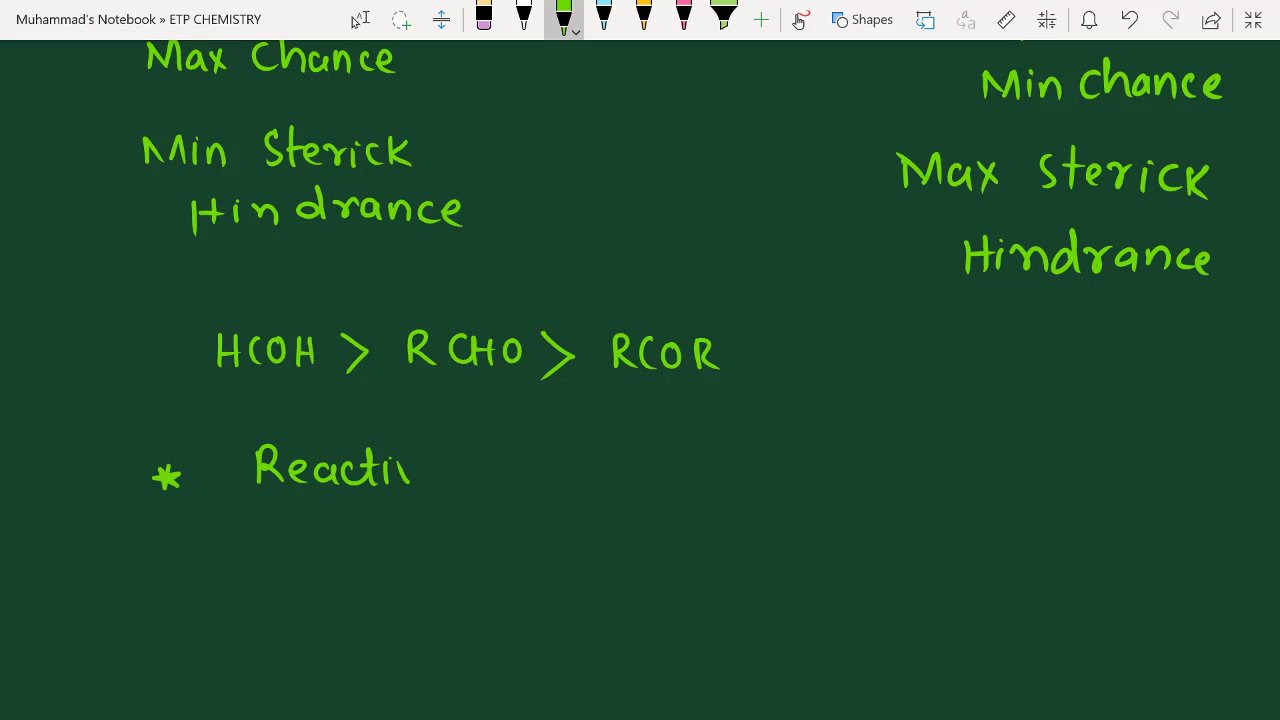 Muhammad's Notebook » ETP CHEMISTRY
Shapes
Max Chance
Min Chance
Min Sterick
Hindrance
Max Sterick
Hindrance
HCOH > RCHO > RCOR
* Reacti